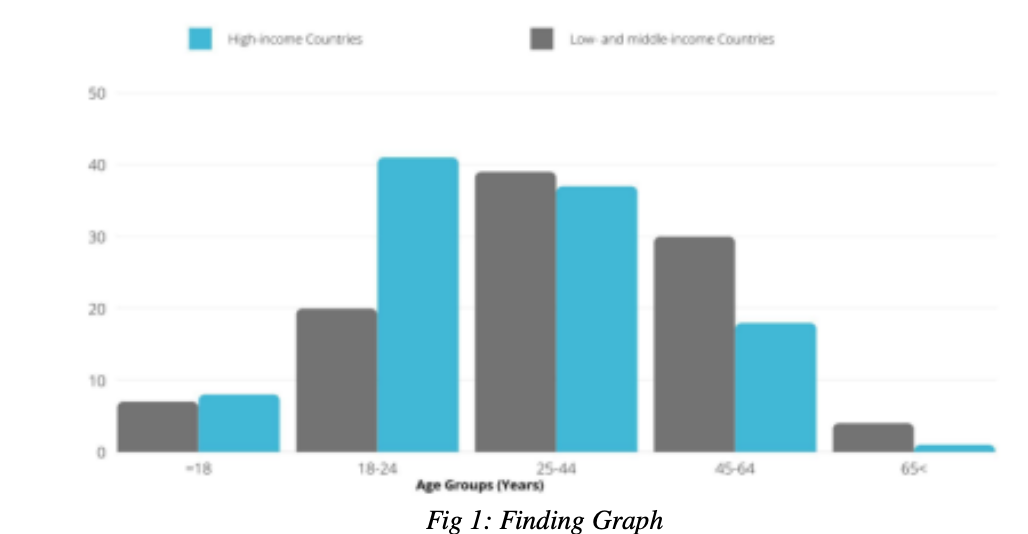 High-income Countries
Low- and middle-income Countries
50
40
30
20
10
0
=18
18-24
25-44
45-64
65<
Age Groups (Years)
Fig 1: Finding Graph